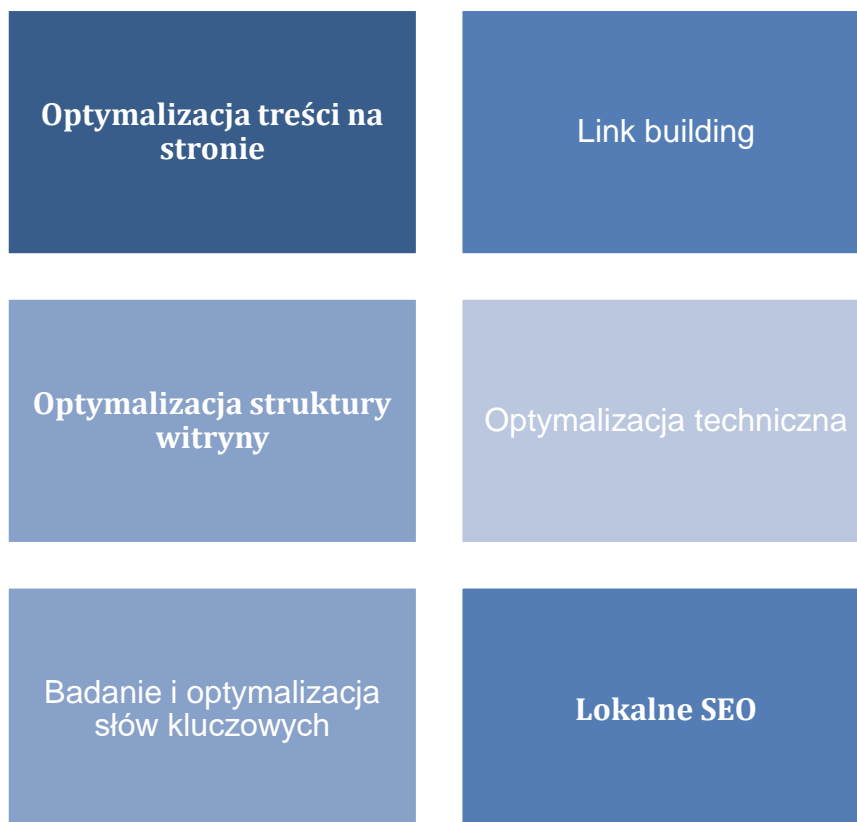 Optymalizacja treści na
stronie
Link building
Optymalizacja struktury
witryny
Optymalizacja techniczna
Badanie i optymalizacja
słów kluczowych
Lokalne SEO